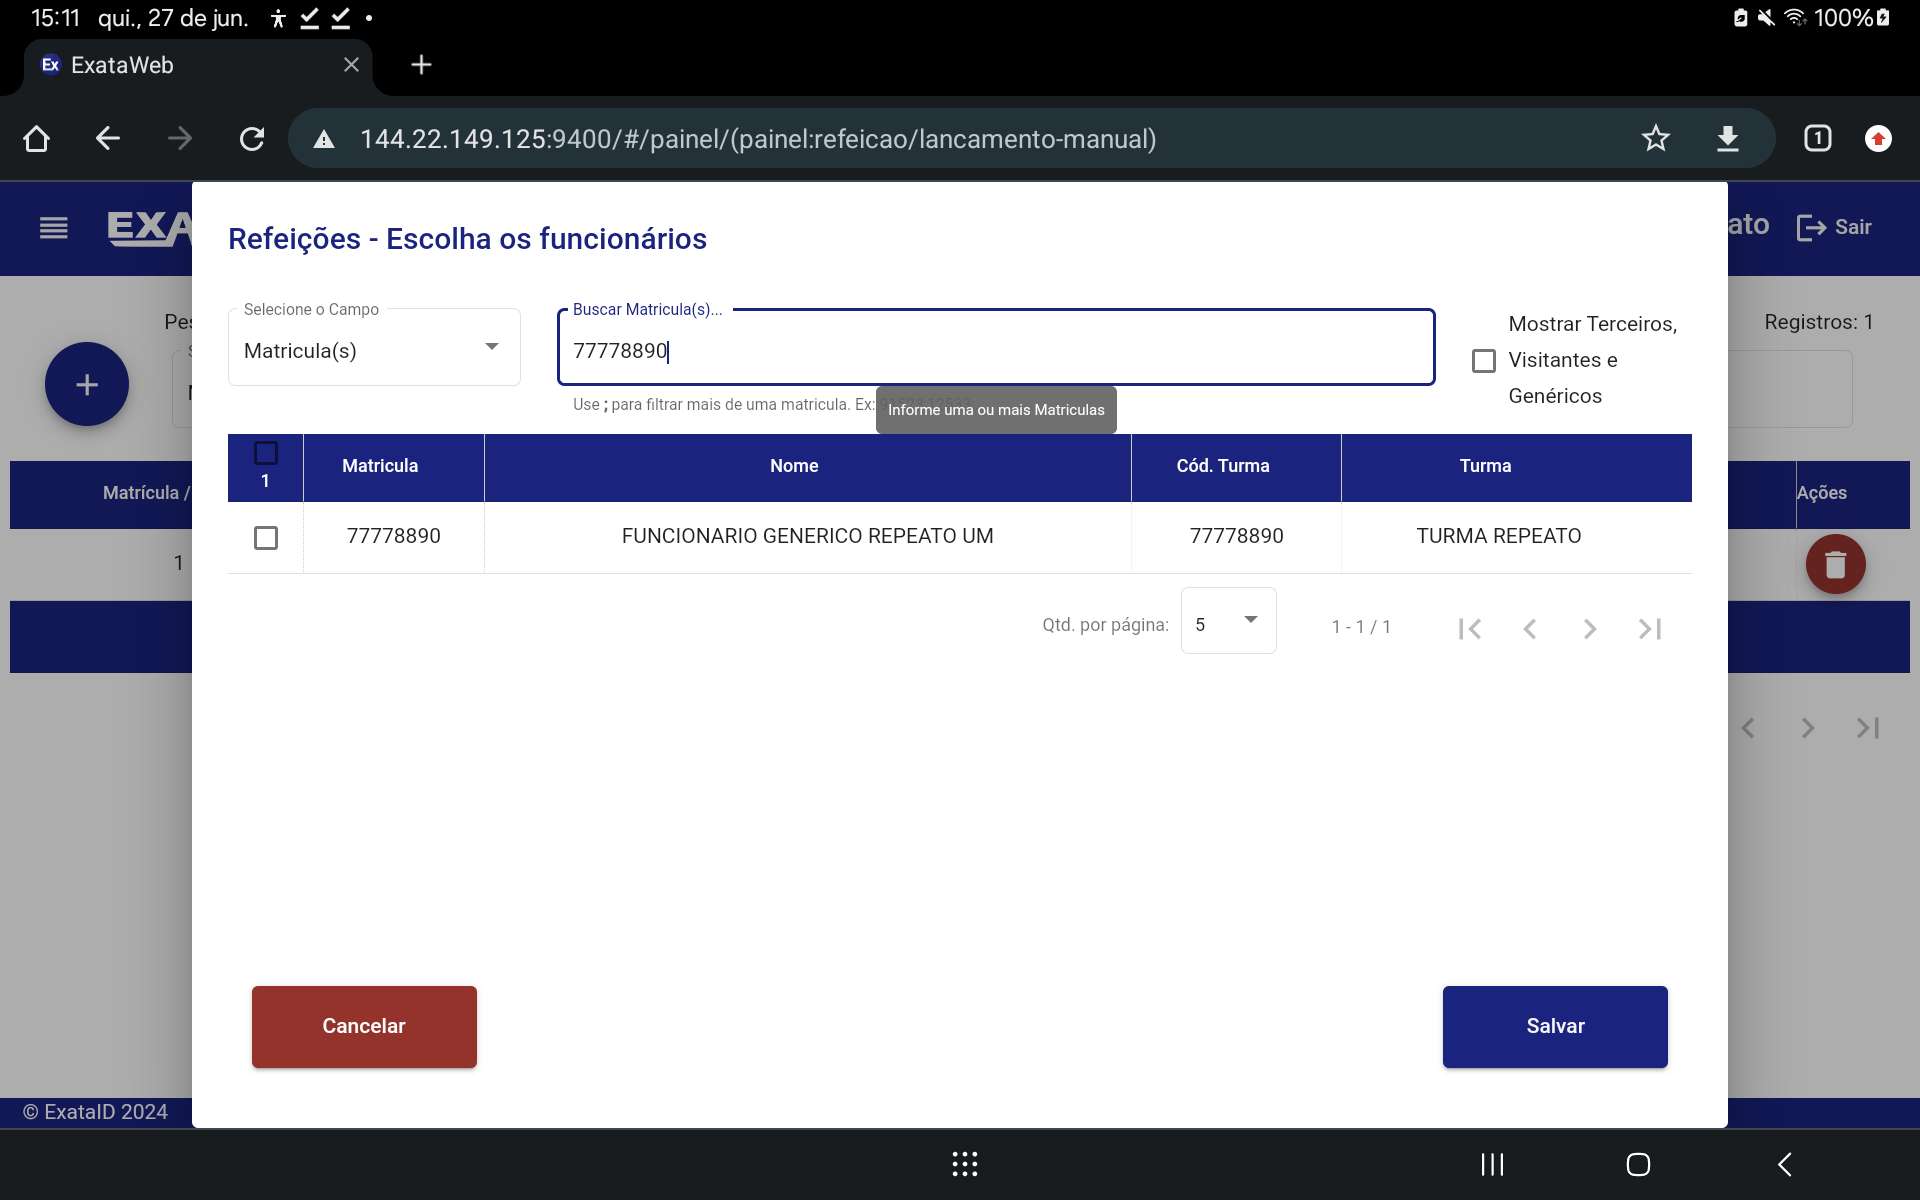 15:11 qui., 27 de jun. 100%
Ex ExataWeb
144.22.149.125:9400/#/painel/(painel:refeicao/lancamento-manual) 1
EXA ato Sair
Refeições - Escolha os funcionários
Selecione o Campo
Matricula(s)
Buscar Matricula(s)...
77778890
Use ; para filtrar mais de uma matricula. Ex:
Informe uma ou mais Matriculas
Mostrar Terceiros,
Visitantes e
Genéricos
Pes Registros: 1
1 Matricula Nome Cód. Turma Turma
77778890 FUNCIONARIO GENERICO REPEATO UM 77778890 TURMA REPEATO
Matrícula / Ações
1
Qtd. por página: 5 1 - 1 / 1
Cancelar Salvar
© ExataID 2024